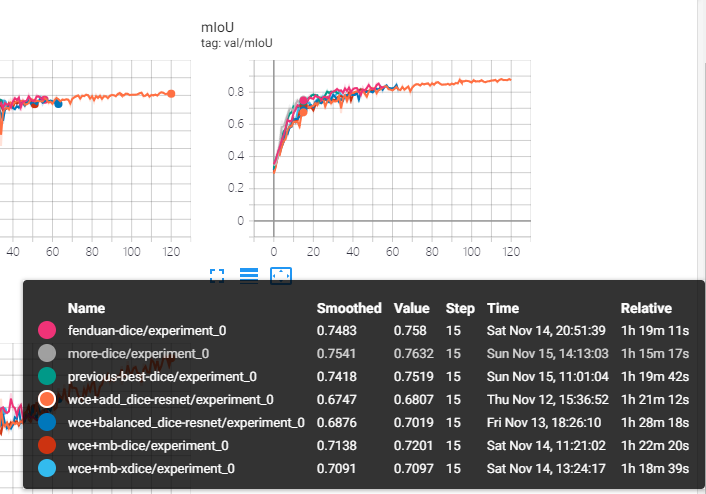 mIoU
tag: val/mIoU
0.8
0.6
0.4
0.2
0
40 60 80 100 120
0 20 40 60 80 100 120
Name Smoothed Value Step Time Relative
fenduan-dice/experiment_0 0.7483 0.758 15 Sat Nov 14, 20:51:39 1h 19m 11s
more-dice/experiment_0 0.7541 0.7632 15 Sun Nov 15, 14:13:03 1h 15m 17s
previous-best-dice/experiment_0 0.7418 0.7519 15 Sun Nov 15, 11:01:04 1h 19m 42s
wce+add_dice-resnet/experiment_0 0.6747 0.6807 15 Thu Nov 12, 15:36:52 1h 21m 12s
wce+balanced_dice-resnet/experiment_0 0.6876 0.7019 15 Fri Nov 13, 18:26:10 1h 28m 18s
wce+mb-dice/experiment_0 0.7138 0.7201 15 Sat Nov 14, 11:21:02 1h 22m 20s
wce+mb-xdice/experiment_0 0.7091 0.7097 15 Sat Nov 14, 13:24:17 1h 18m 39s